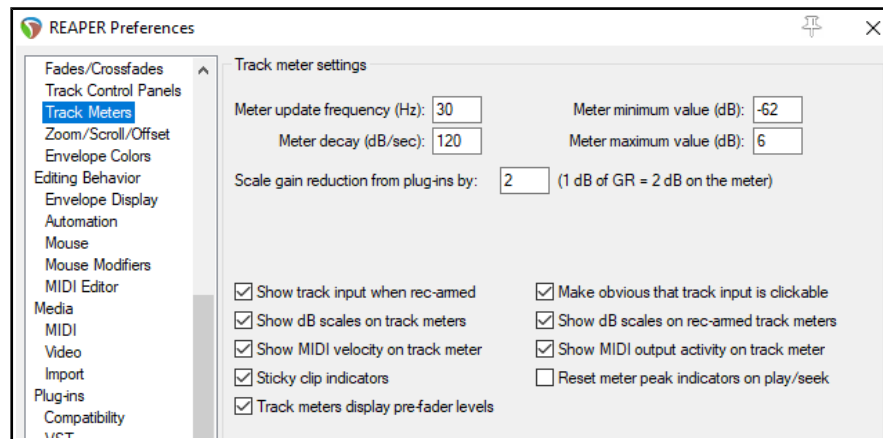 REAPER Preferences
Fades/Crossfades
Track Control Panels
Track Meters
Zoom/Scroll/Offset
Envelope Colors
Editing Behavior
Envelope Display
Automation
Mouse
Mouse Modifiers
MIDI Editor
Media
MIDI
Video
Import
Plug-ins
Compatibility
VST
Track meter settings
Meter update frequency (Hz): 30 Meter minimum value (dB): -62
Meter decay (dB/sec): 120 Meter maximum value (dB): 6
Scale gain reduction from plug-ins by: 2 (1 dB of GR = 2 dB on the meter)
Show track input when rec-armed Make obvious that track input is clickable
Show dB scales on track meters Show dB scales on rec-armed track meters
Show MIDI velocity on track meter Show MIDI output activity on track meter
Sticky clip indicators Reset meter peak indicators on play/seek
Track meters display pre-fader levels